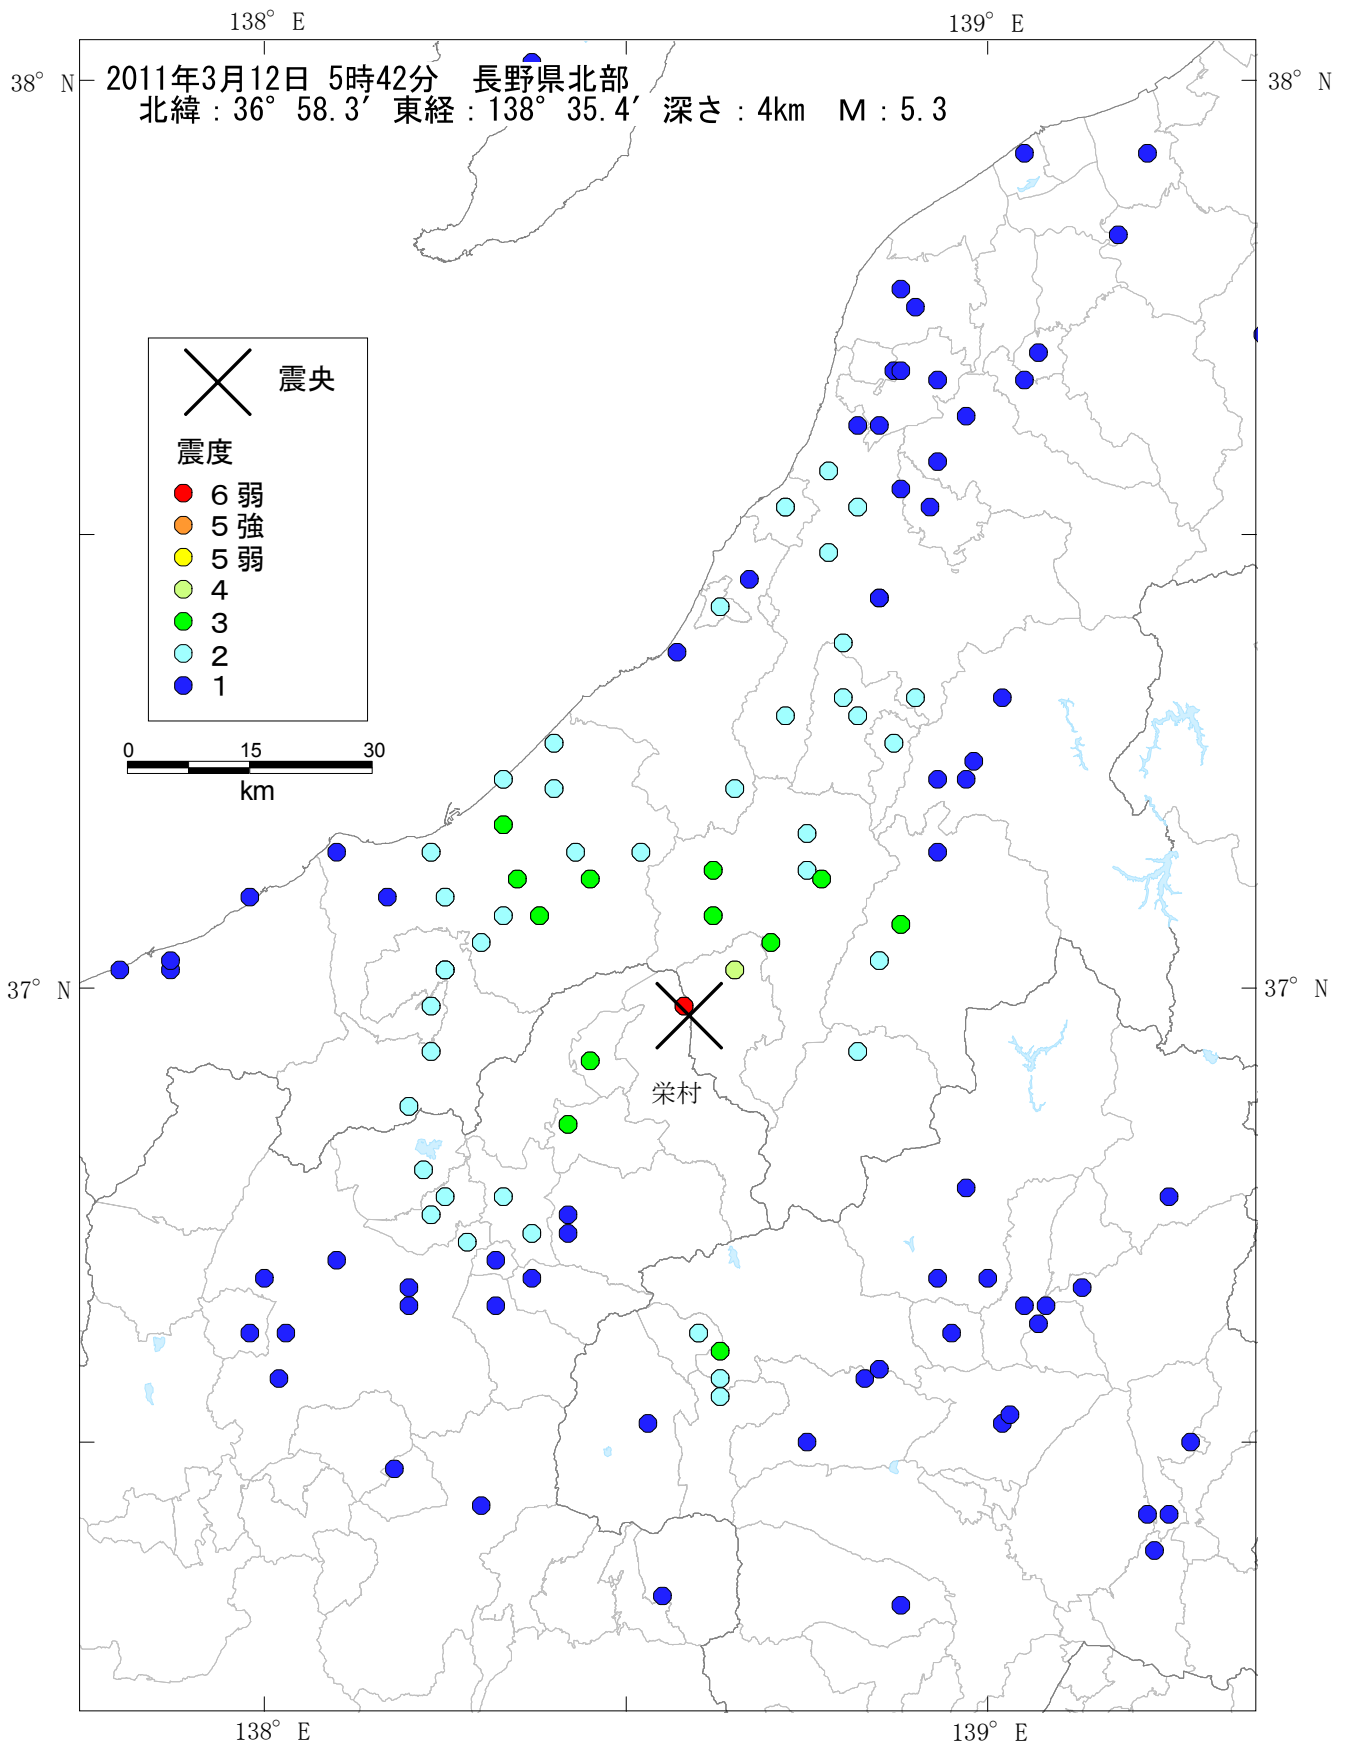 138° E 139° E
38° N 38° N
2011年3月12日 5時42分 長野県北部
北緯：36° 58.3′ 東経：138° 35.4′ 深さ：4km M：5.3
震央
震度
６弱
５強
５弱
４
３
２
１
0 15 30
km
37° N 37° N
栄村
138° E 139° E